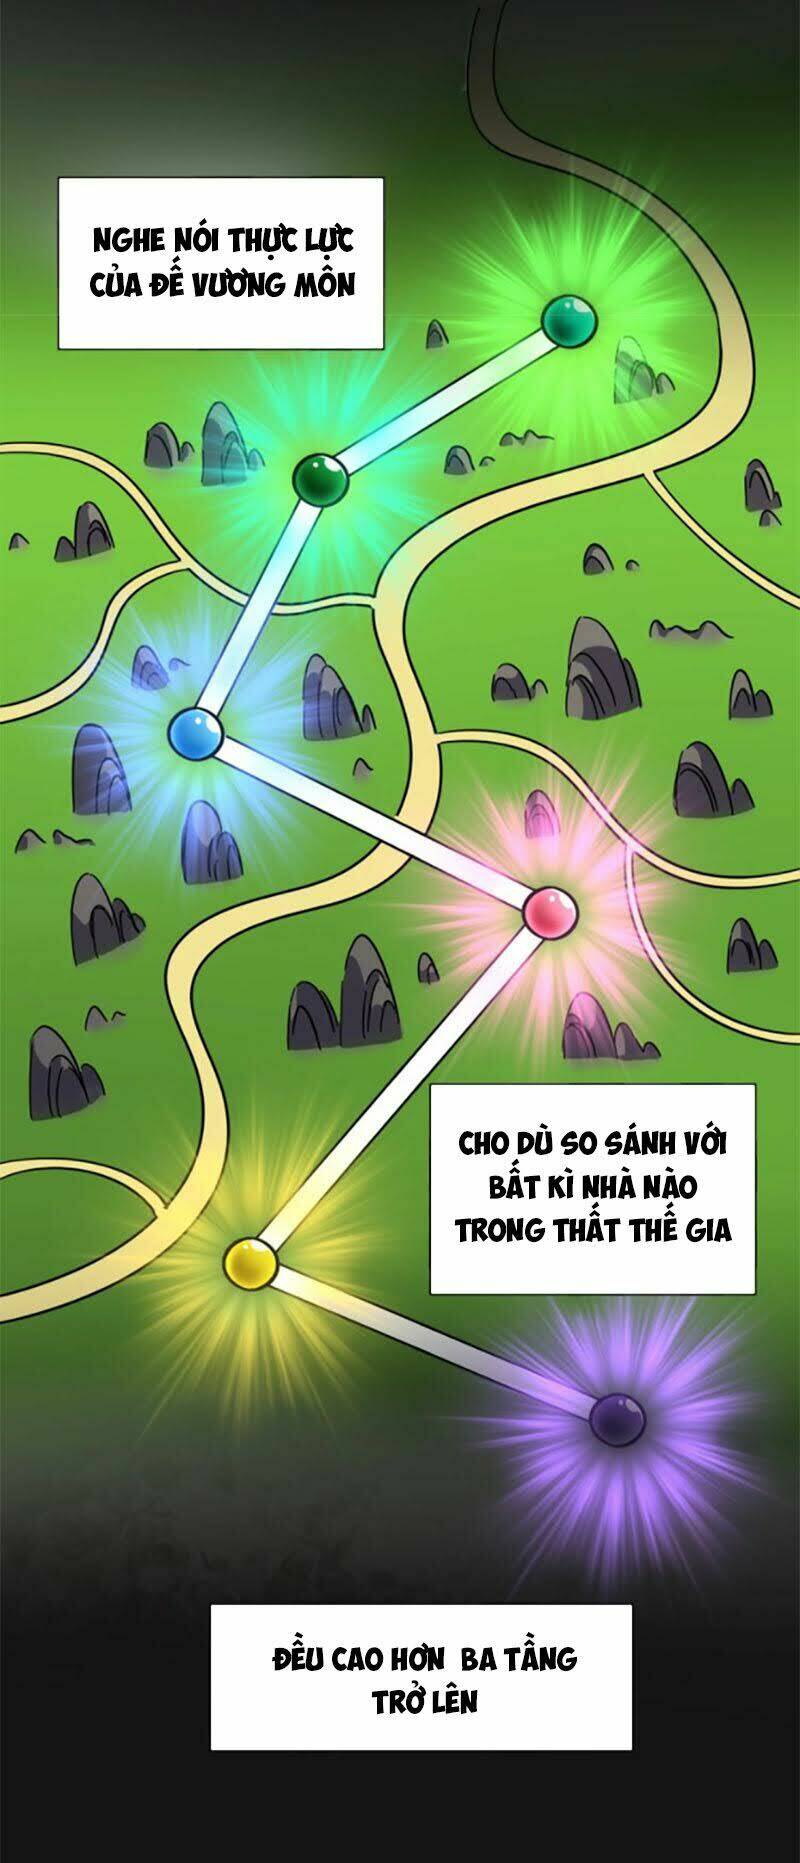 NGHE NÓI THỰC LỰC
CỦA ĐẾ VƯƠNG MÔN
CHO DÙ SO SÁNH VỚI
BẤT KÌ NHÀ NÀO
TRONG THẤT THẾ GIA
ĐỀU CAO HƠN BA TẦNG
TRỞ LÊN